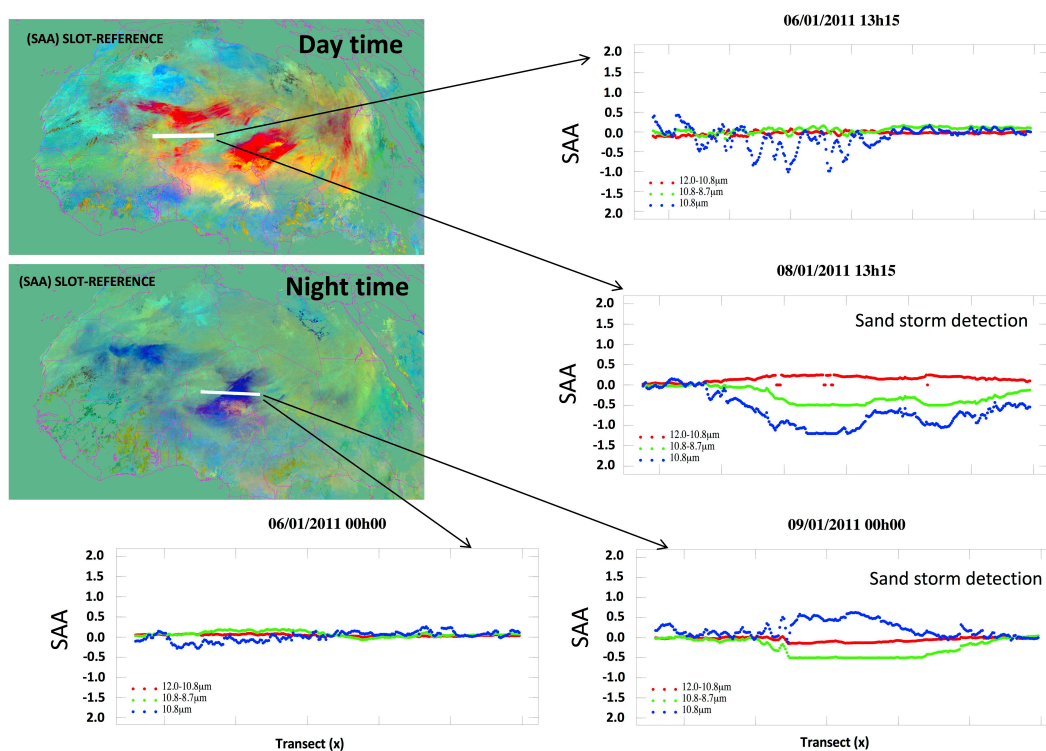 (SAA) SLOT-REFERENCE
Day time
06/01/2011 13h15
SAA
2.0
1.5
1.0
0.5
0.0
-0.5
-1.0
-1.5
2.0
12.0-10.8µm
10.8-8.7µm
10.8µm
(SAA) SLOT-REFERENCE
Night time
08/01/2011 13h15
Sand storm detection
SAA
2.0
1.5
1.0
0.5
0.0
-0.5
-1.0
-1.5
2.0
12.0-10.8µm
10.8-8.7µm
10.8µm
06/01/2011 00h00
SAA
2.0
1.5
1.0
0.5
0.0
-0.5
-1.0
-1.5
2.0
12.0-10.8µm
10.8-8.7µm
10.8µm
Transect (x)
09/01/2011 00h00
Sand storm detection
SAA
2.0
1.5
1.0
0.5
0.0
-0.5
-1.0
-1.5
2.0
12.0-10.8µm
10.8-8.7µm
10.8µm
Transect (x)